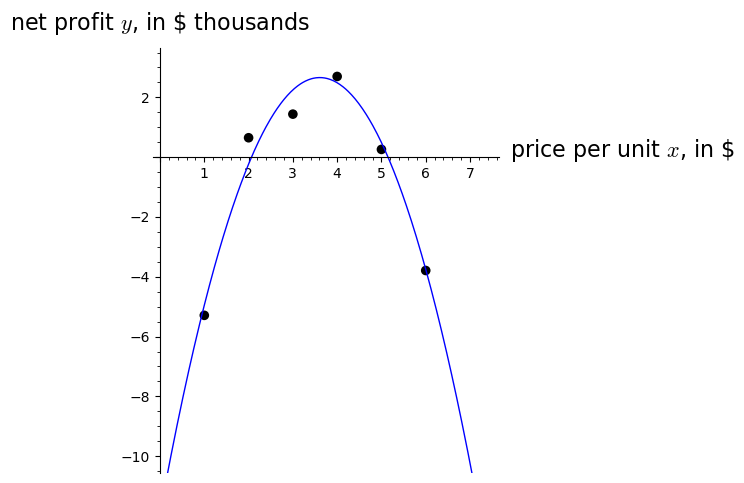 net profit y, in $ thousands
2
price per unit x, in $
1 2 3 4 5 6 7
−2
−4
−6
−8
−10